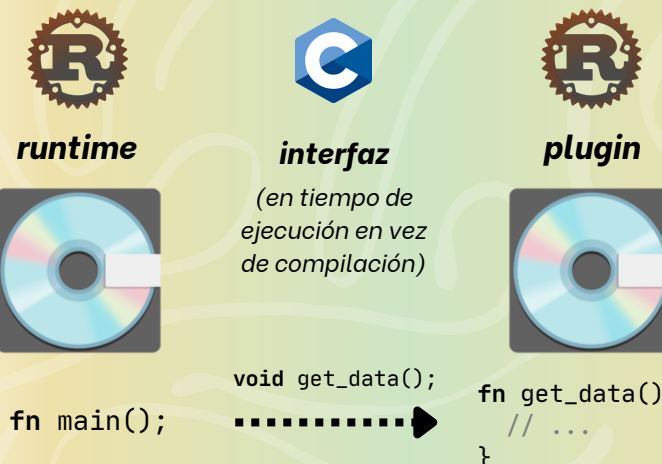 R
C
R
runtime
interfaz
plugin
(en tiempo de
ejecución en vez
de compilación)
void get_data();
fn main();
fn get_data()
// ...
}